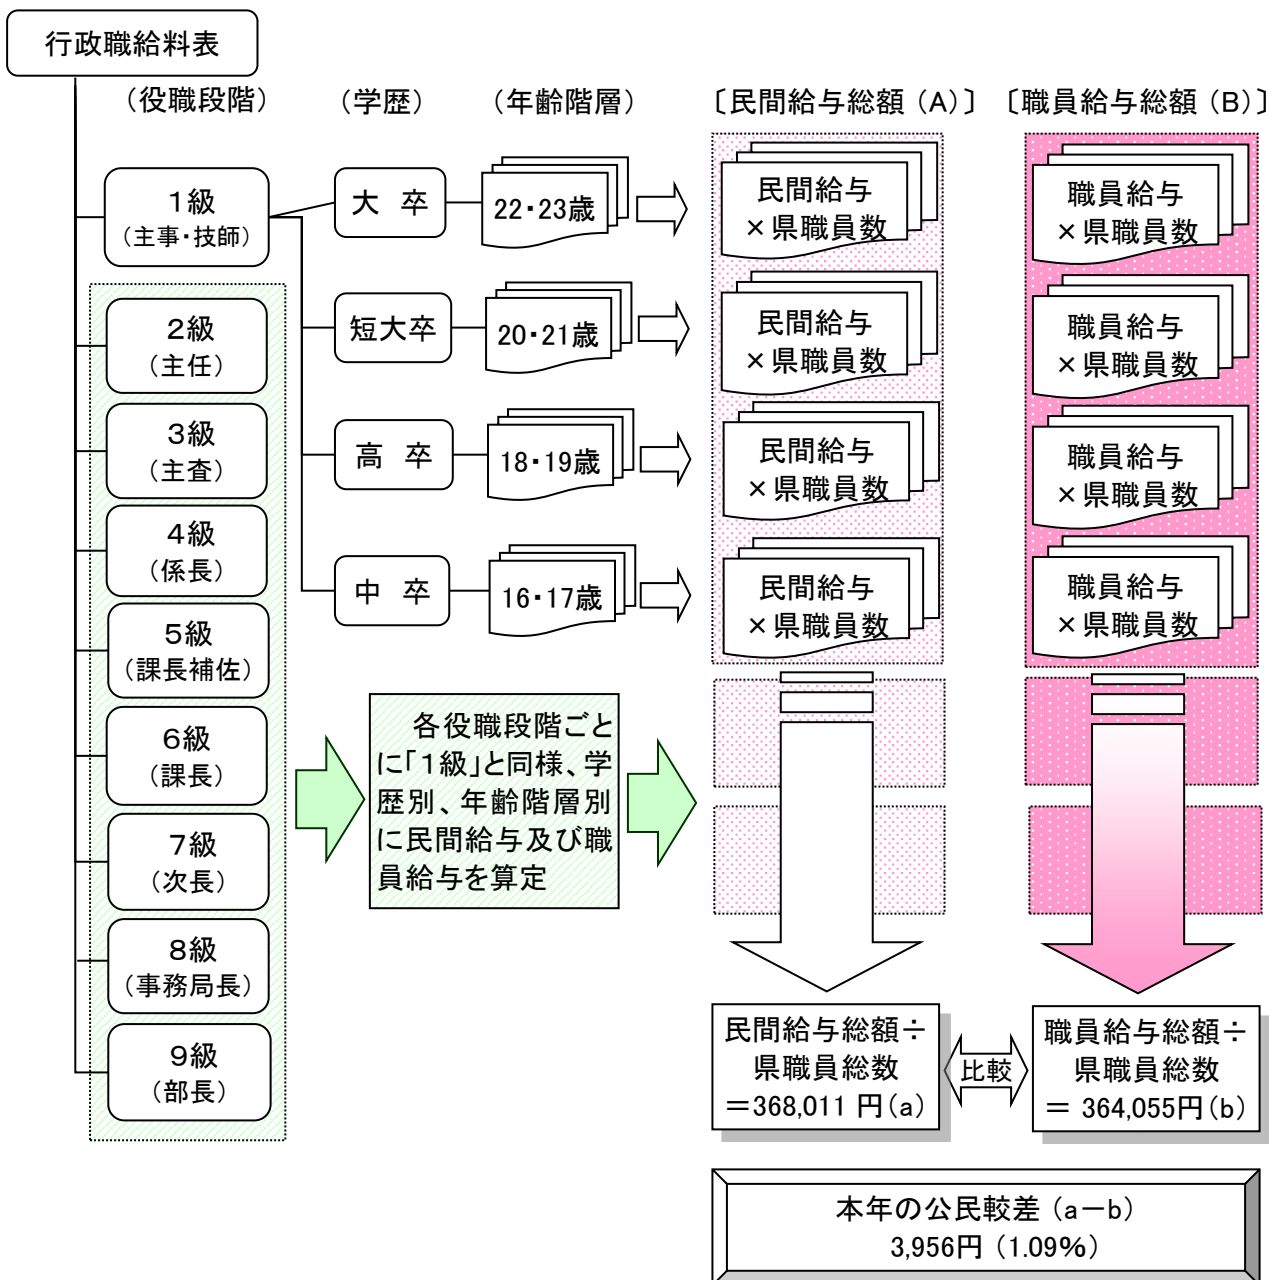 行政職給料表
（役職段階）
（学歴）
（年齢階層）
〔民間給与総額（A）〕
〔職員給与総額（B）〕
１級
（主事・技師）
大　卒
22・23歳
民間給与
×県職員数
職員給与
×県職員数
２級
（主任）
短大卒
20・21歳
民間給与
×県職員数
職員給与
×県職員数
３級
（主査）
高　卒
18・19歳
民間給与
×県職員数
職員給与
×県職員数
４級
（係長）
中　卒
16・17歳
民間給与
×県職員数
職員給与
×県職員数
５級
（課長補佐）
６級
（課長）
７級
（次長）
８級
（事務局長）
９級
（部長）
各役職段階ごと
に「１級」と同様、学
歴別、年齢階層別
に民間給与及び職
員給与を算定
民間給与総額÷
県職員総数
＝368,011 円（a）
比較
職員給与総額÷
県職員総数
＝ 364,055円（b）
本年の公民較差（a－b）
3,956円（1.09%）